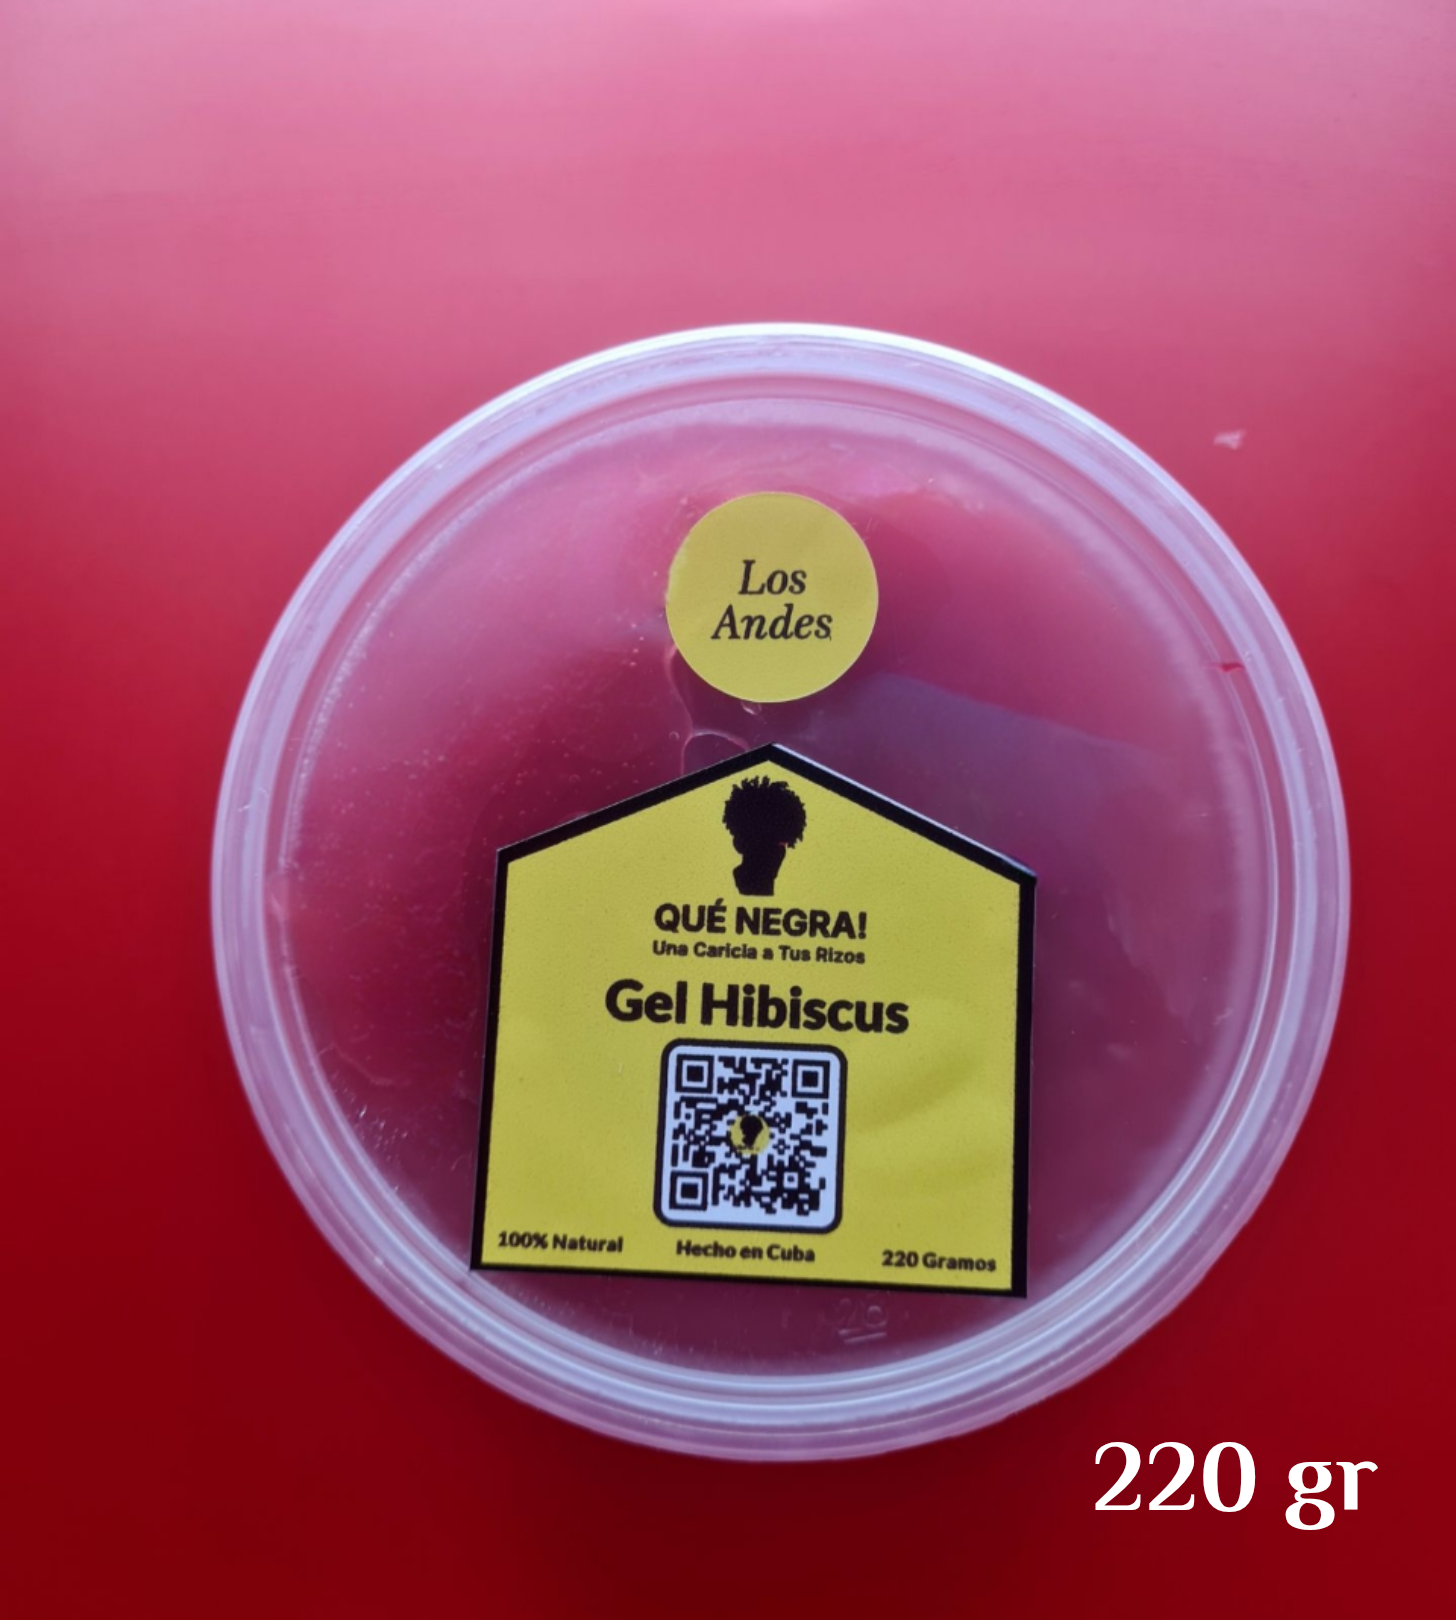 Los
Andes
QUÉ NEGRA!
Una Caricia a Tus Rizos
Gel Hibiscus
100% Natural
Hecho en Cuba
220 Gramos
26
220 gr